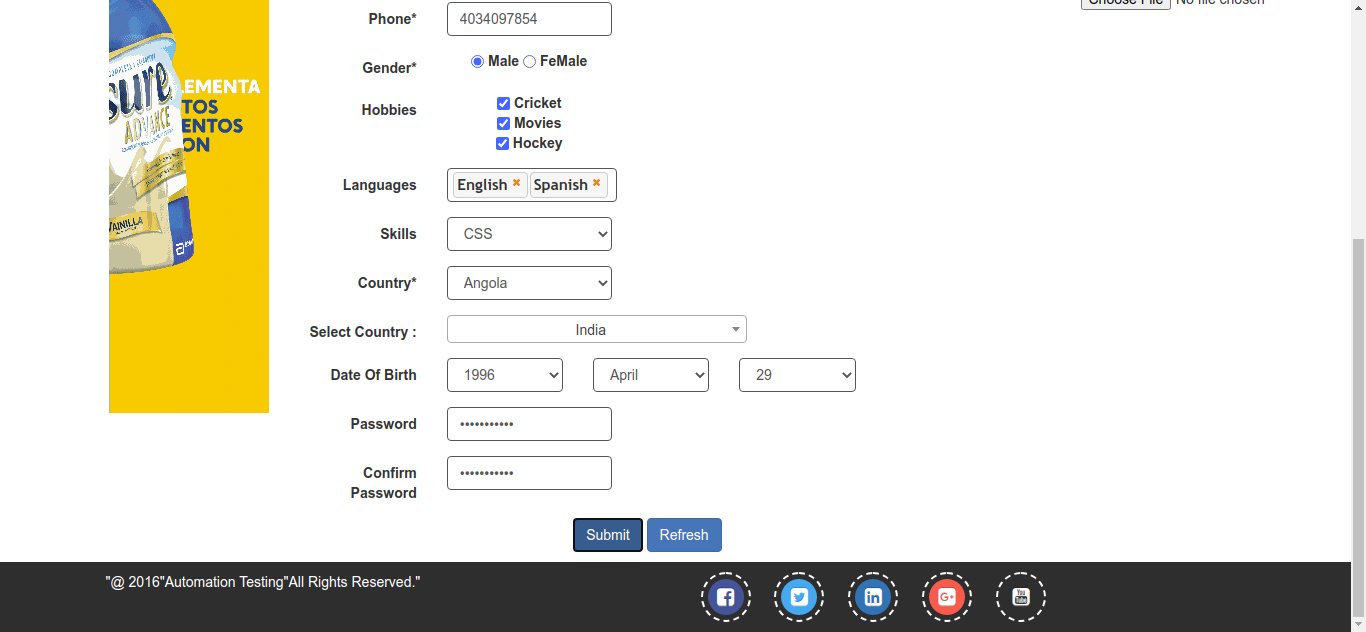 Choose File No file chosen
Phone*
4034097854
Gender*
Male FeMale
Hobbies
Cricket
Movies
Hockey
Languages
English Spanish
Skills
CSS
Country*
Angola
Select Country :
India
Date Of Birth
1996 April 29
Password
•••••••••••
Confirm
Password
•••••••••••
Submit Refresh
sure
ADVANCE
LEMENTA
TOS
ENTOS
ON
VAINILLA
"@ 2016"Automation Testing"All Rights Reserved."
You
Tube